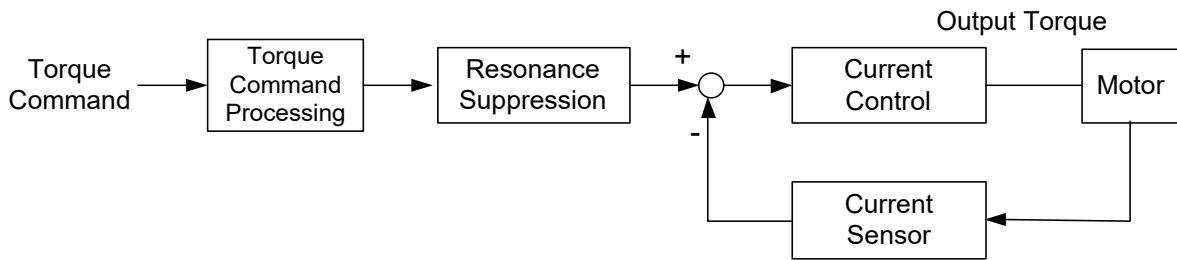 Output Torque
Torque
Command
Torque
Command
Processing
Resonance
Suppression
+
-
Current
Control
Motor
Current
Sensor